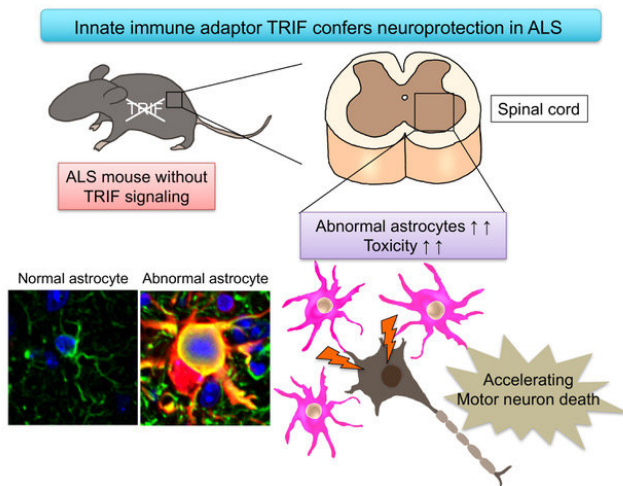 Innate immune adaptor TRIF confers neuroprotection in ALS
TRIF
Spinal cord
ALS mouse without
TRIF signaling
Abnormal astrocytes ↑ ↑
Toxicity ↑ ↑
Normal astrocyte
Abnormal astrocyte
Accelerating
Motor neuron death